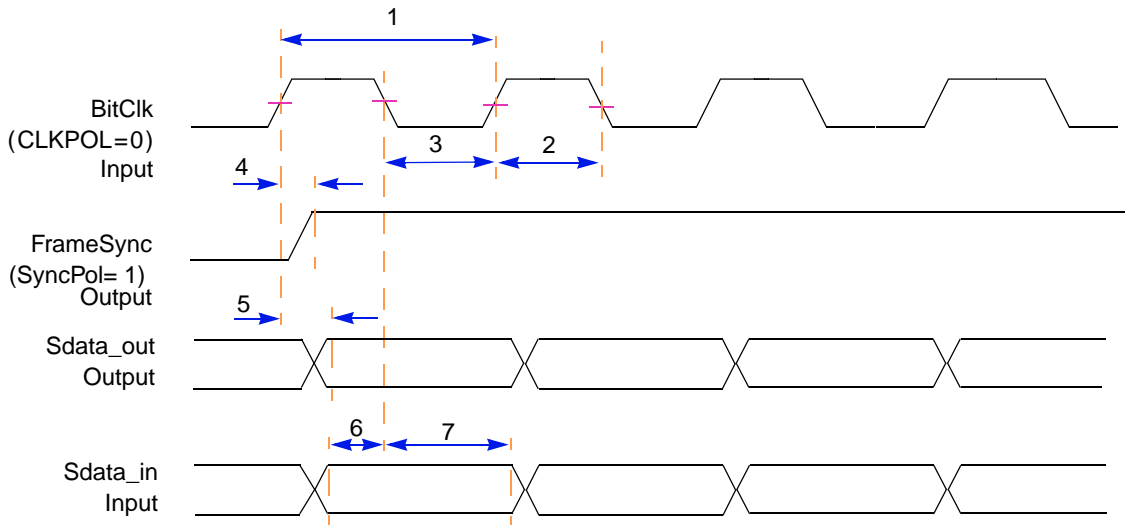 1
BitClk
(CLKPOL=0)
Input
3
2
4
FrameSync
(SyncPol= 1)
Output
5
Sdata_out
Output
6
7
Sdata_in
Input